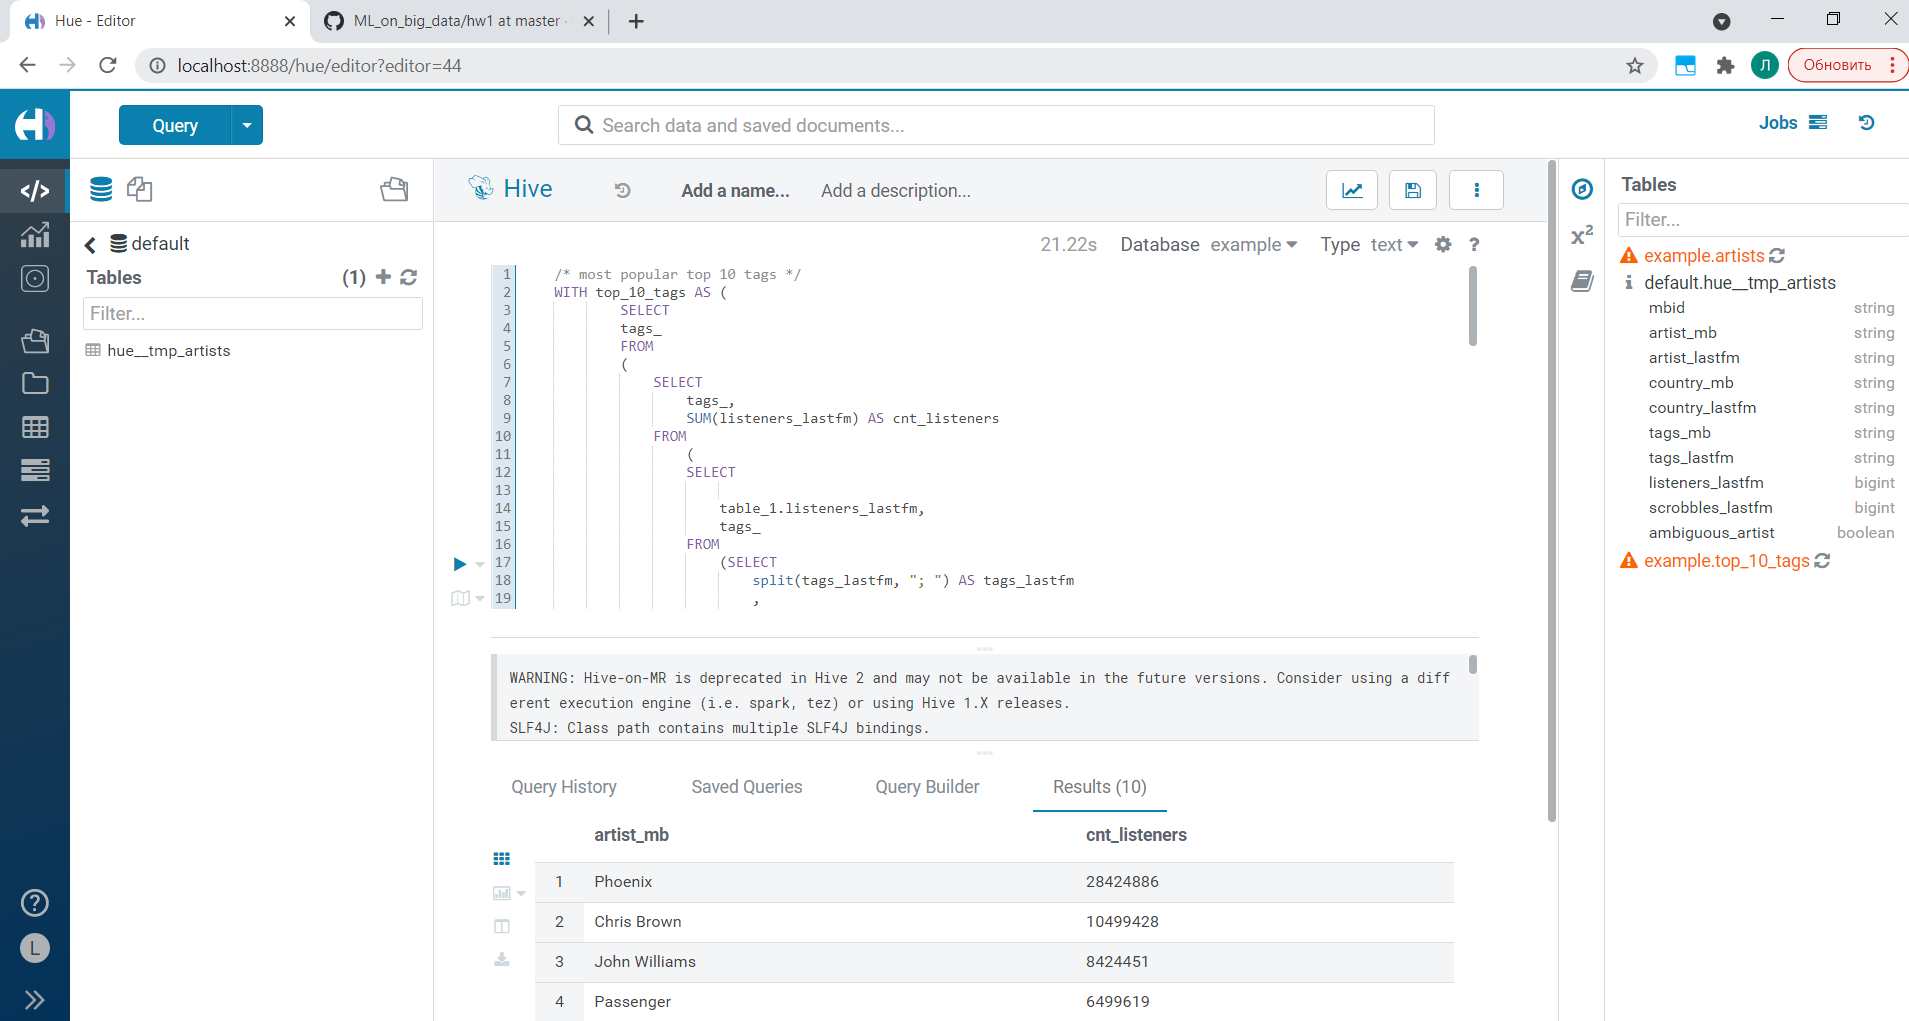 Hue - Editor
ML_on_big_data/hw1 at master
localhost:8888/hue/editor?editor=44
Л
Обновить
Query
Search data and saved documents...
Jobs
default
Tables
(1)
Filter...
hue__tmp_artists
L
Hive
Add a name...
Add a description...
21.22s
Database example
Type text
?
1 /* most popular top 10 tags */
2 WITH top_10_tags AS (
3 SELECT
4 tags_
5 FROM
6 (
7 SELECT
8 tags_,
9 SUM(listeners_lastfm) AS cnt_listeners
10 FROM
11 (
12 SELECT
13
14 table_1.listeners_lastfm,
15 tags_
16 FROM
17 (SELECT
18 split(tags_lastfm, "; ") AS tags_lastfm
19 ,
WARNING: Hive-on-MR is deprecated in Hive 2 and may not be available in the future versions. Consider using a diff
erent execution engine (i.e. spark, tez) or using Hive 1.X releases.
SLF4J: Class path contains multiple SLF4J bindings.
Query History
Saved Queries
Query Builder
Results (10)
artist_mb cnt_listeners
1 Phoenix 28424886
2 Chris Brown 10499428
3 John Williams 8424451
4 Passenger 6499619
x²
Tables
Filter...
example.artists
default.hue__tmp_artists
mbid string
artist_mb string
artist_lastfm string
country_mb string
country_lastfm string
tags_mb string
tags_lastfm string
listeners_lastfm bigint
scrobbles_lastfm bigint
ambiguous_artist boolean
example.top_10_tags